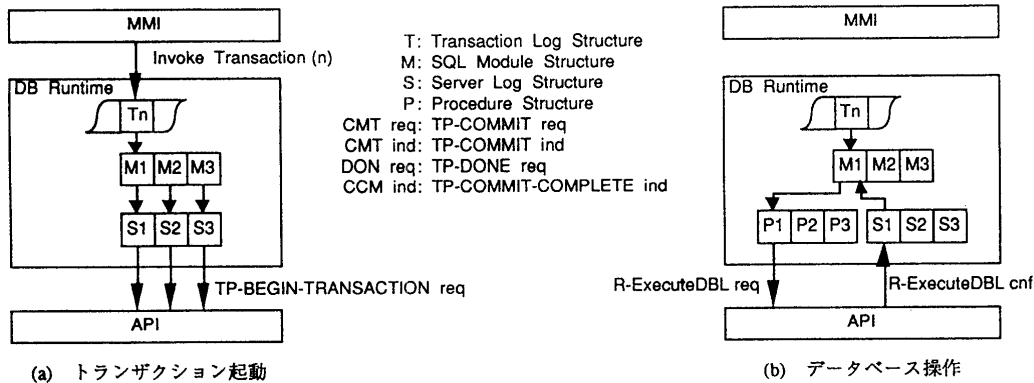 MMI
Invoke Transaction (n)
DB Runtime
Tn
M1 M2 M3
S1 S2 S3
TP-BEGIN-TRANSACTION req
API
(a) トランザクション起動
T: Transaction Log Structure
M: SQL Module Structure
S: Server Log Structure
P: Procedure Structure
CMT req: TP-COMMIT req
CMT ind: TP-COMMIT ind
DON req: TP-DONE req
CCM ind: TP-COMMIT-COMPLETE ind
MMI
DB Runtime
Tn
M1 M2 M3
P1 P2 P3 S1 S2 S3
R-ExecuteDBL req R-ExecuteDBL cnf
API
(b) データベース操作